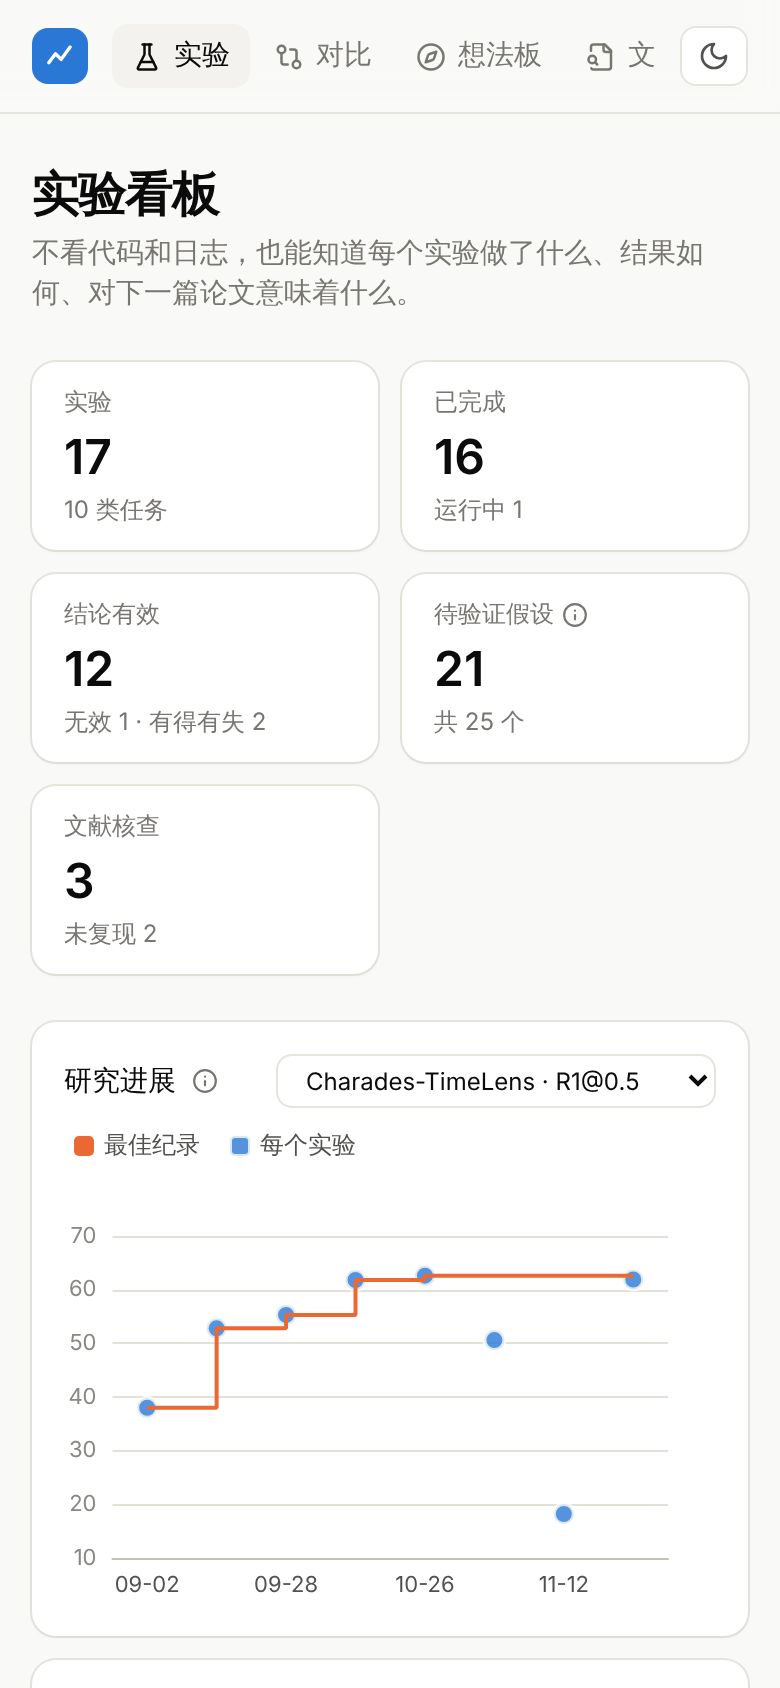 实验 对比 想法板 文
实验看板
不看代码和日志，也能知道每个实验做了什么、结果如
何、对下一篇论文意味着什么。
实验
17
10 类任务
已完成
16
运行中 1
结论有效
12
无效 1 · 有得有失 2
待验证假设
21
共 25 个
文献核查
3
未复现 2
研究进展
Charades-TimeLens · R1@0.5
最佳纪录 每个实验
70
60
50
40
30
20
10
09-02 09-28 10-26 11-12